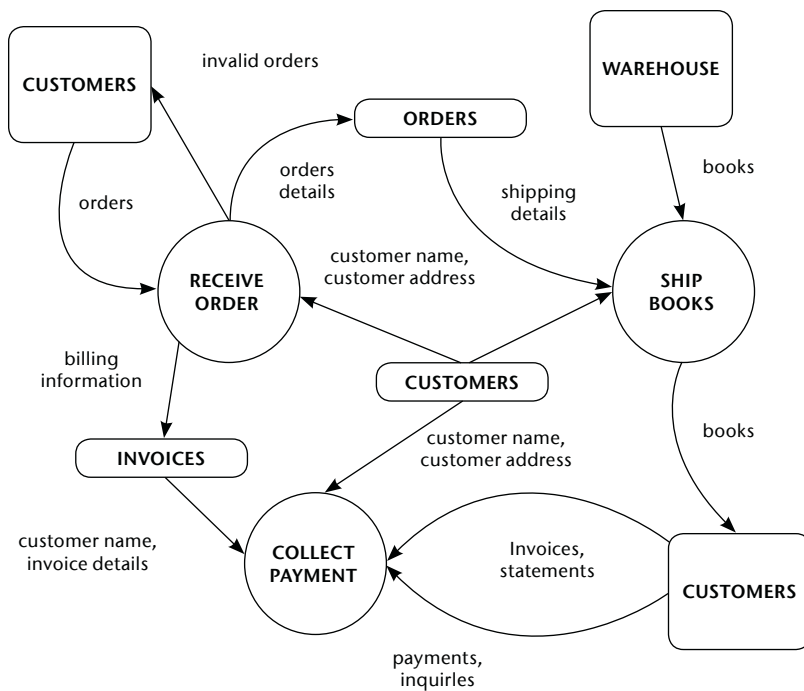 CUSTOMERS
invalid orders
WAREHOUSE
ORDERS
orders
details
books
orders
shipping
details
customer name,
customer address
RECEIVE
ORDER
SHIP
BOOKS
billing
information
CUSTOMERS
customer name,
customer address
books
INVOICES
customer name,
invoice details
COLLECT
PAYMENT
Invoices,
statements
CUSTOMERS
payments,
inquirles